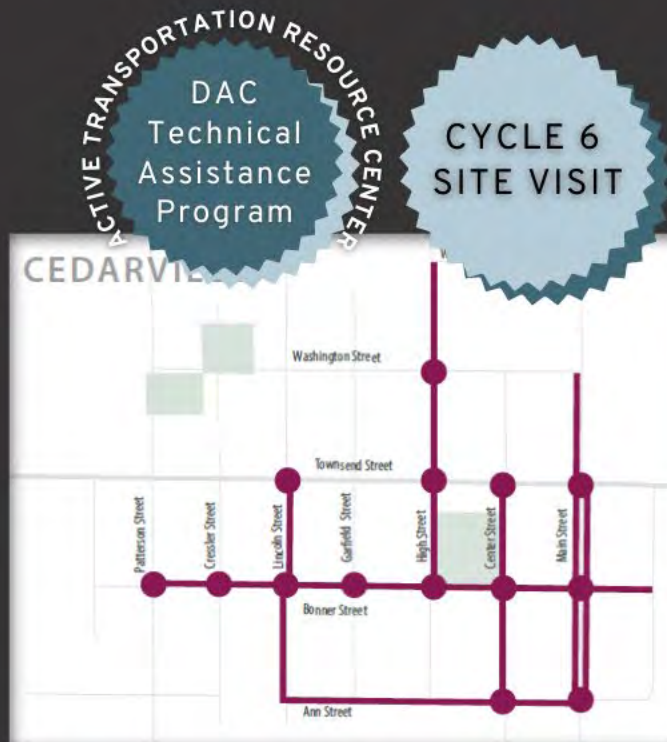 ACTIVE TRANSPORTATION RESOURCE CENTER
DAC
Technical
Assistance
Program
CYCLE 6
SITE VISIT
Washington Street
Townsend Street
Patterson Street
Cressler Street
Lincoln Street
Garfield Street
High Street
Center Street
Main Street
Bonner Street
Ann Street